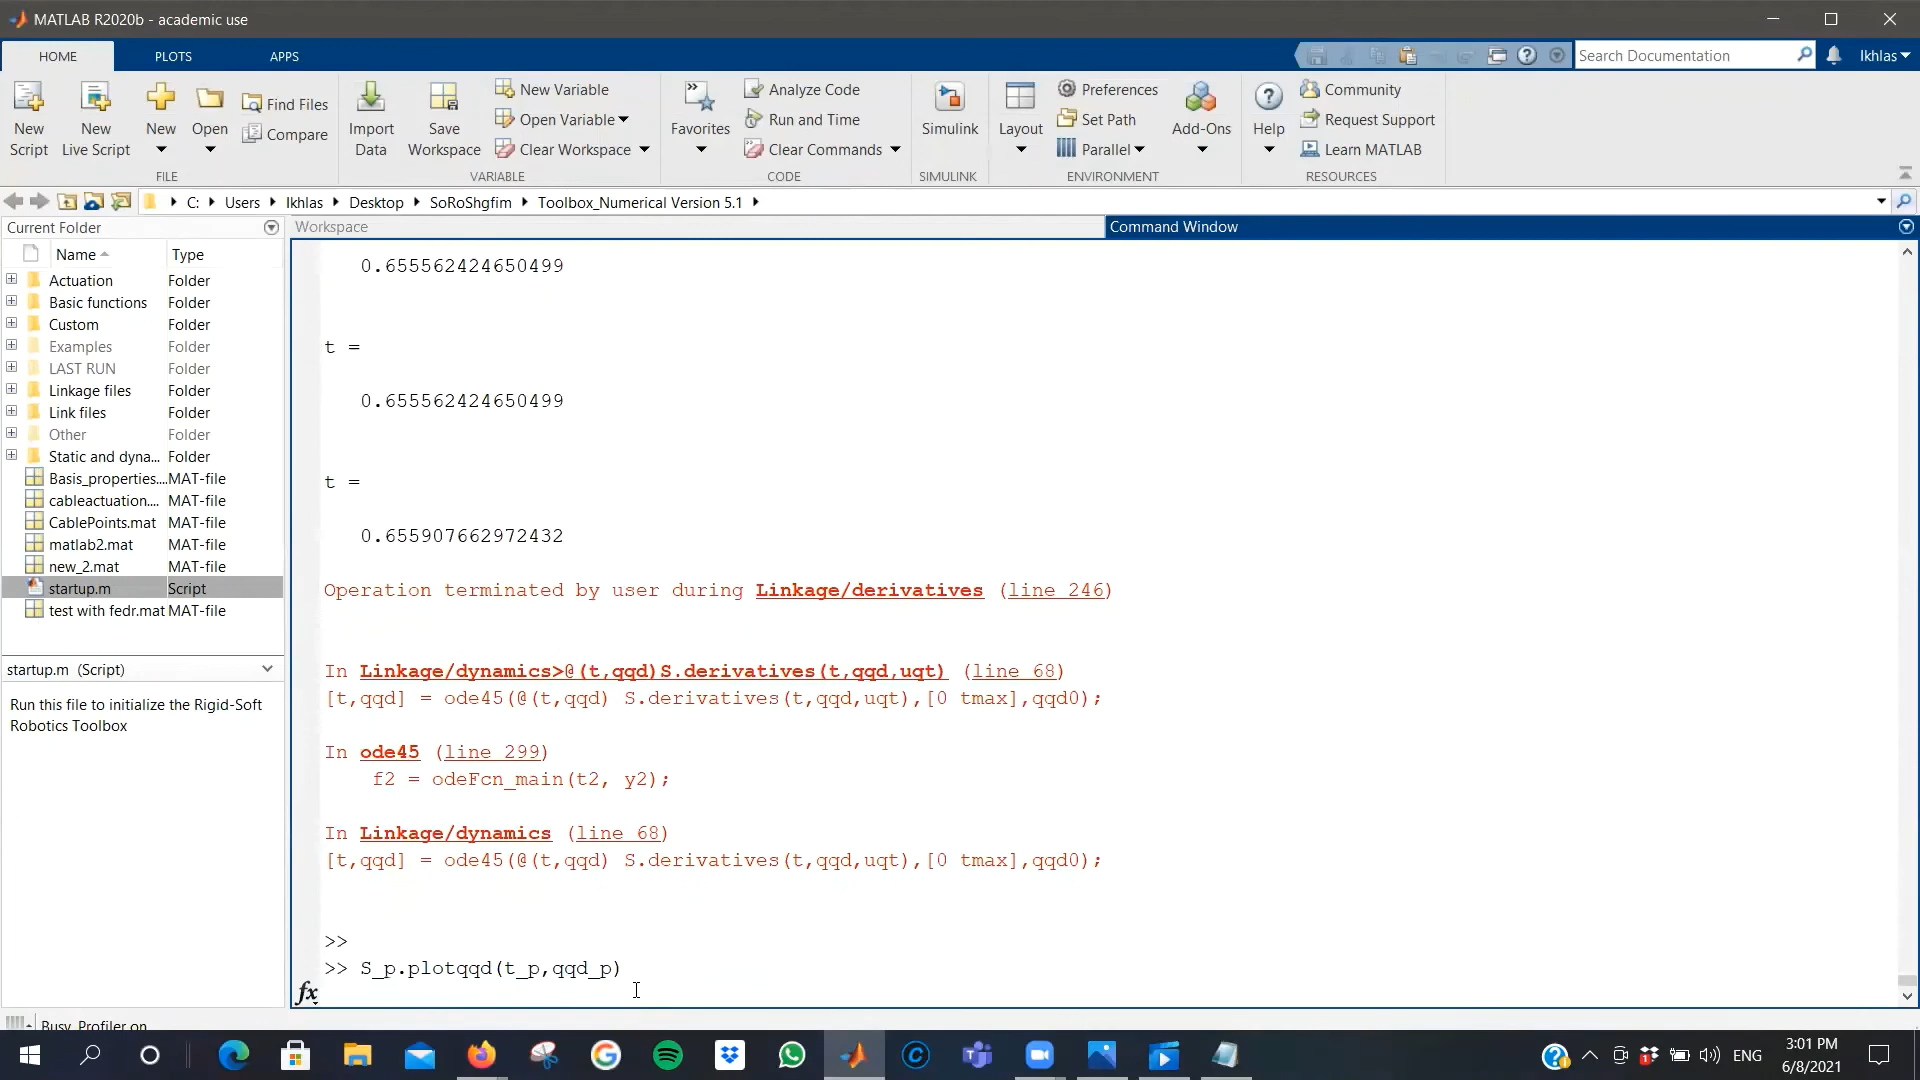 MATLAB R2020b - academic use
HOME PLOTS APPS
Search Documentation
Ikhlas
New Script
New Live Script
New
Open
Find Files
Compare
FILE
Import Data
Save Workspace
New Variable
Open Variable
Clear Workspace
VARIABLE
Favorites
Analyze Code
Run and Time
Clear Commands
CODE
Simulink
SIMULINK
Layout
Preferences
Set Path
Parallel
Add-Ons
ENVIRONMENT
Help
Community
Request Support
Learn MATLAB
RESOURCES
C: Users Ikhlas Desktop SoRoShgfim Toolbox_Numerical Version 5.1
Current Folder
Name Type
Actuation Folder
Basic functions Folder
Custom Folder
Examples Folder
LAST RUN Folder
Linkage files Folder
Link files Folder
Other Folder
Static and dyna... Folder
Basis_properties.... MAT-file
cableactuation.... MAT-file
CablePoints.mat MAT-file
matlab2.mat MAT-file
new_2.mat MAT-file
startup.m Script
test with fedr.mat MAT-file
startup.m (Script)
Run this file to initialize the Rigid-Soft
Robotics Toolbox
Workspace
Command Window
0.655562424650499
t =
0.655562424650499
t =
0.655907662972432
Operation terminated by user during Linkage/derivatives (line 246)
In Linkage/dynamics>@(t,qqd)S.derivatives(t,qqd,uqt) (line 68)
[t,qqd] = ode45(@(t,qqd) S.derivatives(t,qqd,uqt),[0 tmax],qqd0);
In ode45 (line 299)
f2 = odeFcn_main(t2, y2);
In Linkage/dynamics (line 68)
[t,qqd] = ode45(@(t,qqd) S.derivatives(t,qqd,uqt),[0 tmax],qqd0);
>>
>> S_p.plotqqd(t_p,qqd_p)
fx
Busy, Profiler on
ENG
3:01 PM
6/8/2021